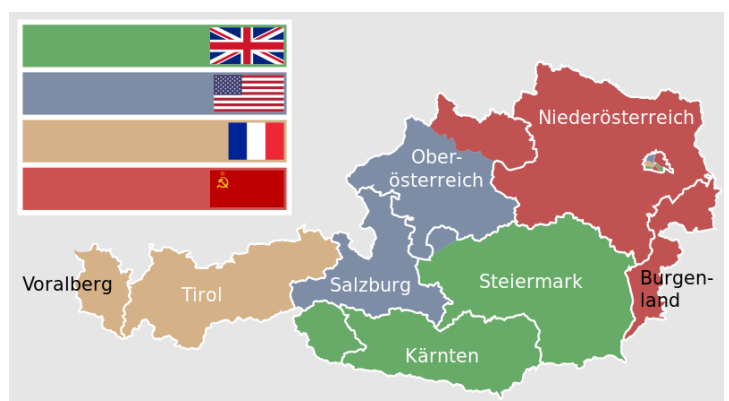 Niederösterreich
Ober-
österreich
Voralberg
Tirol
Salzburg
Steiermark
Burgen-
land
Kärnten